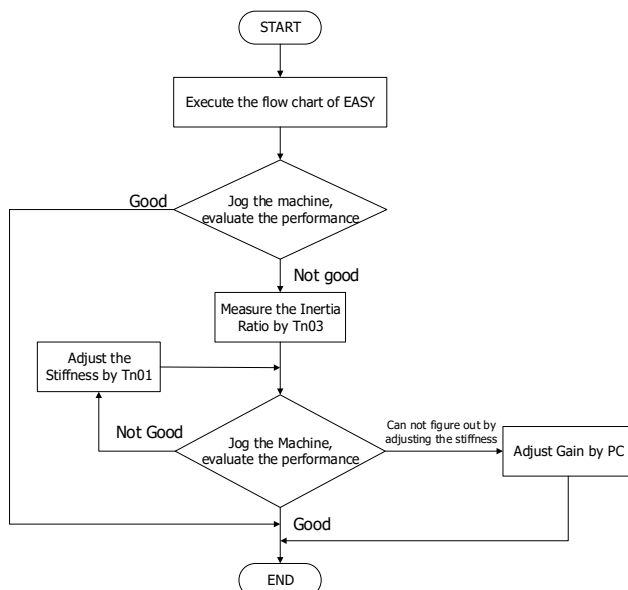 START
Execute the flow chart of EASY
Good
Jog the machine,
evaluate the performance
Not good
Measure the Inertia
Ratio by Tn03
Adjust the
Stiffness by Tn01
Not Good
Jog the Machine,
evaluate the performance
Can not figure out by
adjusting the stiffness
Adjust Gain by PC
Good
END